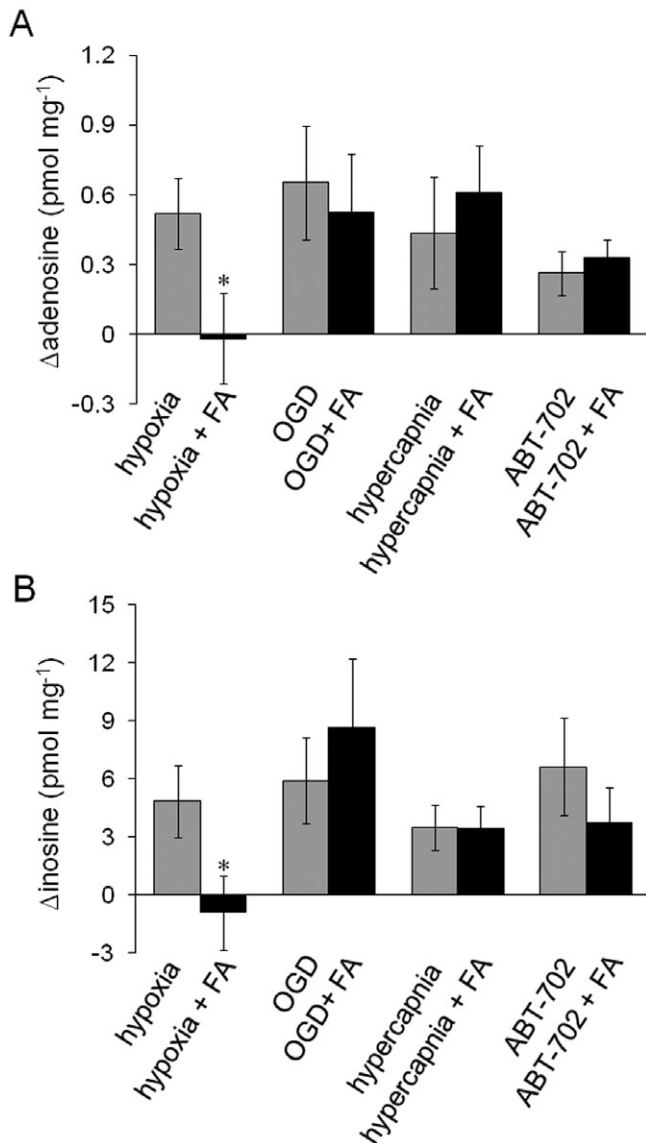 A
Δadenosine (pmol mg⁻¹)
1.2
0.9
0.6
0.3
0
-0.3
*
hypoxia
hypoxia + FA
OGD
OGD+ FA
hypercapnia
hypercapnia + FA
ABT-702
ABT-702 + FA
B
Δinosine (pmol mg⁻¹)
15
12
9
6
3
0
-3
*
hypoxia
hypoxia + FA
OGD
OGD+ FA
hypercapnia
hypercapnia + FA
ABT-702
ABT-702 + FA